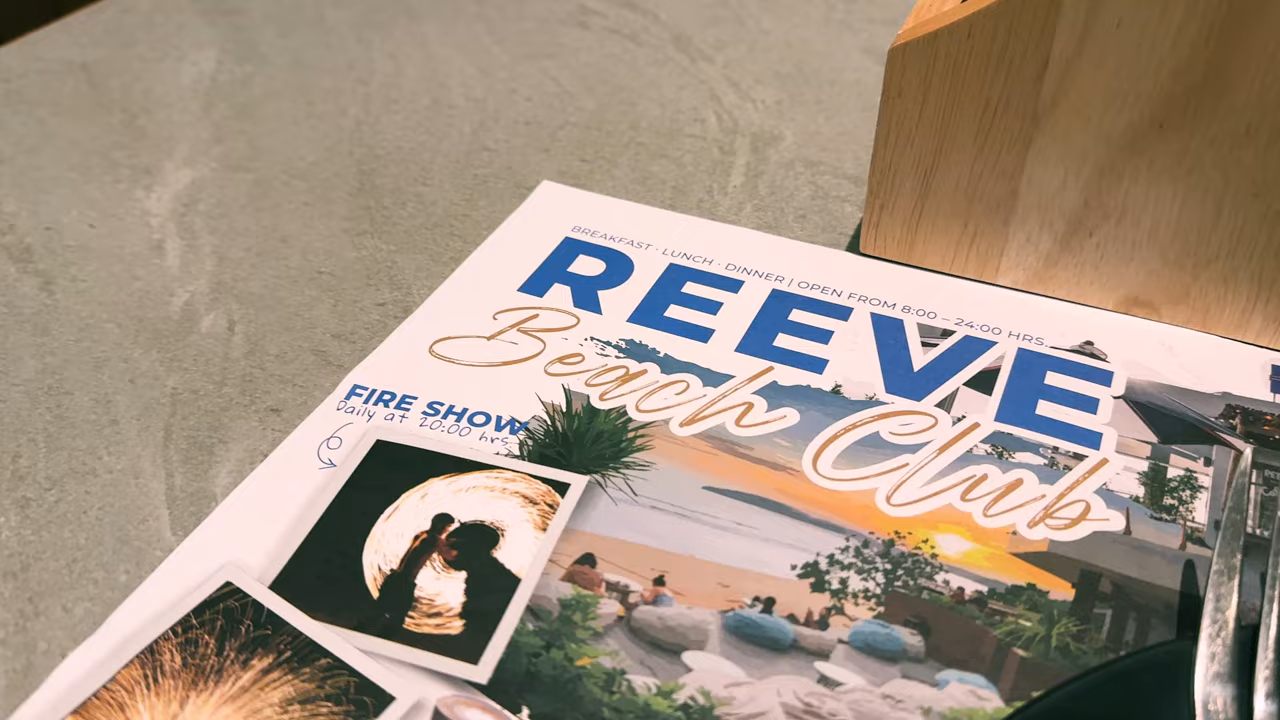 BREAKFAST · LUNCH · DINNER | OPEN FROM 8:00 – 24:00 HRS.
REEVE
Beach Club
FIRE SHOW
Daily at 20:00 hrs.